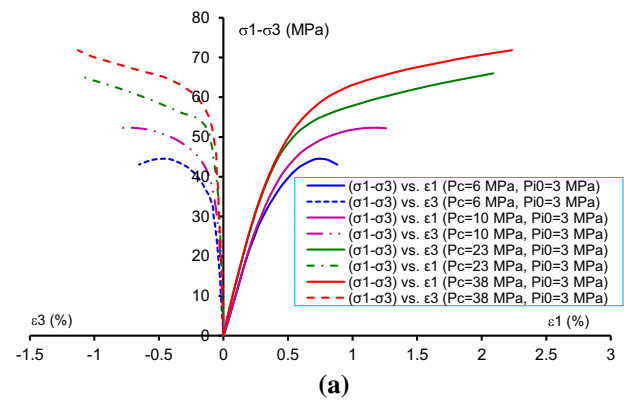 σ1-σ3 (MPa)
80
70
60
50
40
30
20
10
0
(σ1-σ3) vs. ε1 (Pc=6 MPa, Pi0=3 MPa)
(σ1-σ3) vs. ε3 (Pc=6 MPa, Pi0=3 MPa)
(σ1-σ3) vs. ε1 (Pc=10 MPa, Pi0=3 MPa)
(σ1-σ3) vs. ε3 (Pc=10 MPa, Pi0=3 MPa)
(σ1-σ3) vs. ε3 (Pc=23 MPa, Pi0=3 MPa)
(σ1-σ3) vs. ε1 (Pc=23 MPa, Pi0=3 MPa)
(σ1-σ3) vs. ε1 (Pc=38 MPa, Pi0=3 MPa)
(σ1-σ3) vs. ε3 (Pc=38 MPa, Pi0=3 MPa)
ε3 (%)
ε1 (%)
-1.5 -1 -0.5 0 0.5 1 1.5 2 2.5 3
(a)